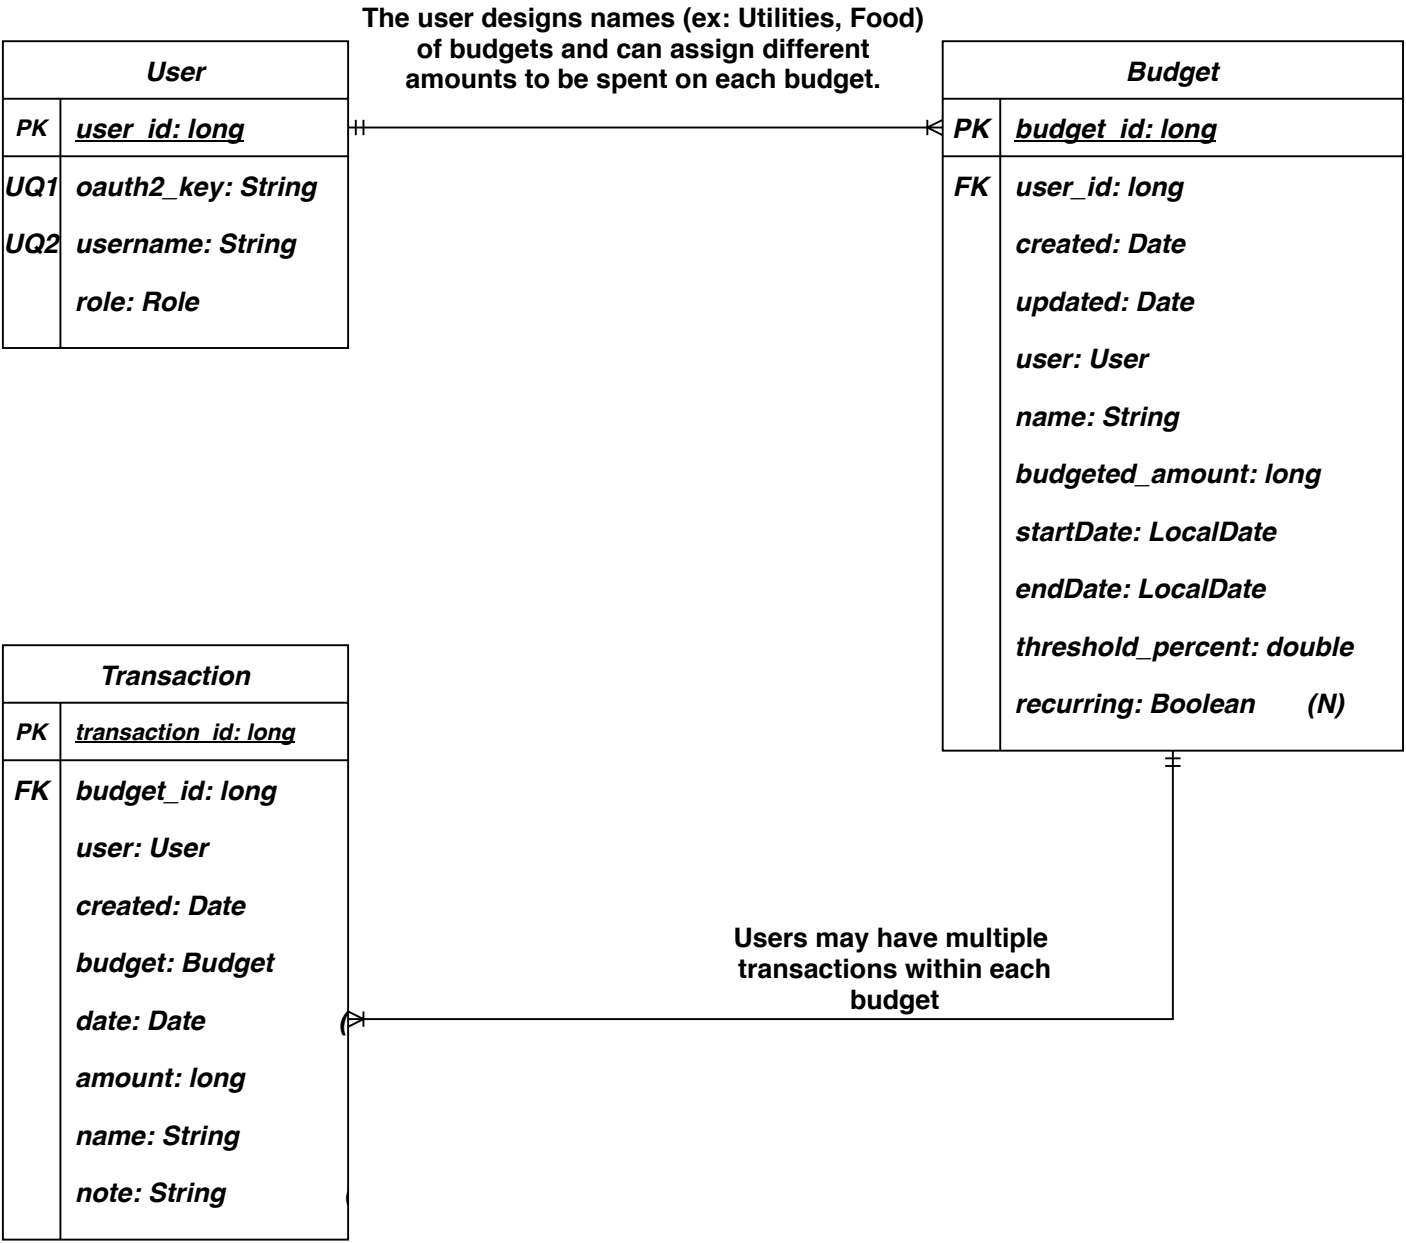 The user designs names (ex: Utilities, Food)
of budgets and can assign different
amounts to be spent on each budget.
User
PK user_id: long
UQ1 oauth2_key: String
UQ2 username: String
role: Role
Budget
PK budget_id: long
FK user_id: long
created: Date
updated: Date
user: User
name: String
budgeted_amount: long
startDate: LocalDate
endDate: LocalDate
threshold_percent: double
recurring: Boolean (N)
Transaction
PK transaction_id: long
FK budget_id: long
user: User
created: Date
budget: Budget
date: Date (
amount: long
name: String
note: String
Users may have multiple
transactions within each
budget